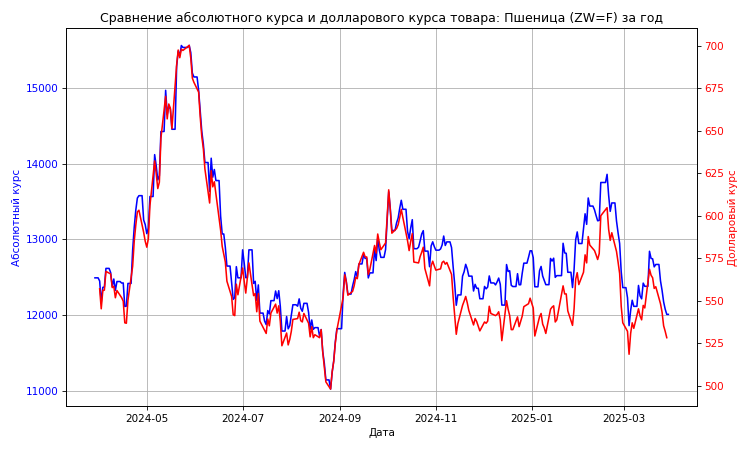 Сравнение абсолютного курса и долларового курса товара: Пшеница (ZW=F) за год
Абсолютный курс
15000
14000
13000
12000
11000
700
675
650
625
600
575
550
525
500
Долларовый курс
2024-05 2024-07 2024-09 2024-11 2025-01 2025-03
Дата